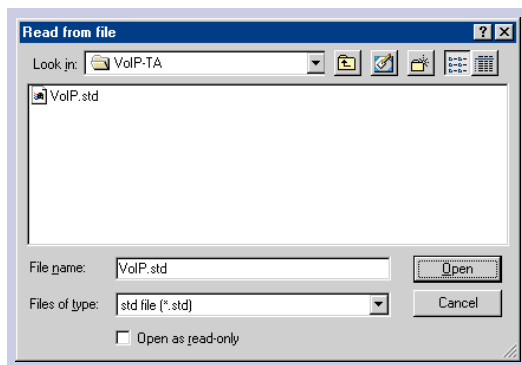 Read from file
Look in: VoIP-TA
VoIP.std
File name: VoIP.std Open
Files of type: std file (*.std) Cancel
Open as read-only